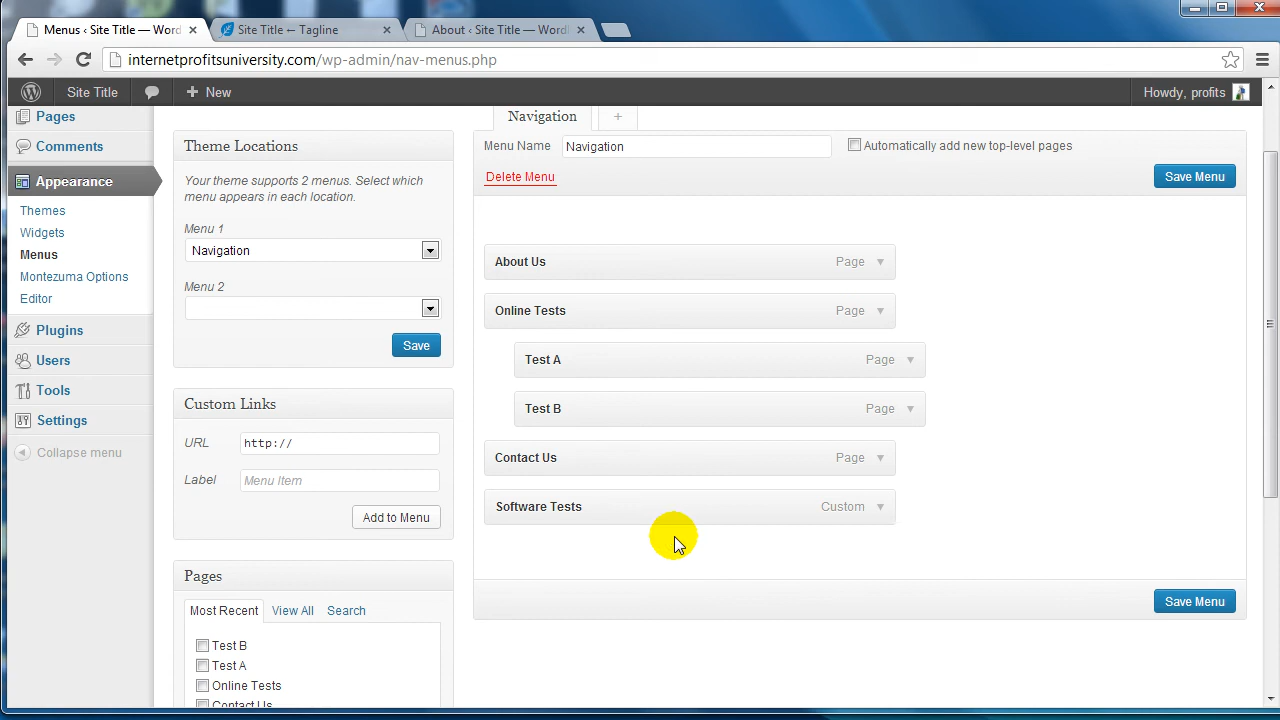 Menus ‹ Site Title — Word
Site Title ← Tagline
About ‹ Site Title — Word
internetprofitsuniversity.com/wp-admin/nav-menus.php
Site Title
+ New
Howdy, profits
Pages
Comments
Appearance
Themes
Widgets
Menus
Montezuma Options
Editor
Plugins
Users
Tools
Settings
Collapse menu
Theme Locations
Your theme supports 2 menus. Select which
menu appears in each location.
Menu 1
Navigation
Menu 2
Save
Custom Links
URL http://
Label Menu Item
Add to Menu
Pages
Most Recent View All Search
Test B
Test A
Online Tests
Contact Us
Navigation +
Menu Name Navigation Automatically add new top-level pages
Delete Menu Save Menu
About Us Page
Online Tests Page
Test A Page
Test B Page
Contact Us Page
Software Tests Custom
Save Menu